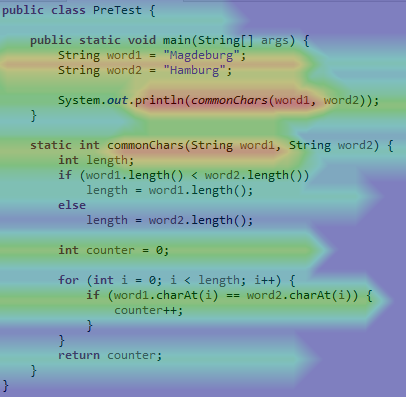 public class PreTest {
    public static void main(String[] args) {
        String word1 = "Magdeburg";
        String word2 = "Hamburg";
        System.out.println(commonChars(word1, word2));
    }
    static int commonChars(String word1, String word2) {
        int length;
        if (word1.length() < word2.length())
            length = word1.length();
        else
            length = word2.length();
        int counter = 0;
        for (int i = 0; i < length; i++) {
            if (word1.charAt(i) == word2.charAt(i)) {
                counter++;
            }
        }
        return counter;
    }
}